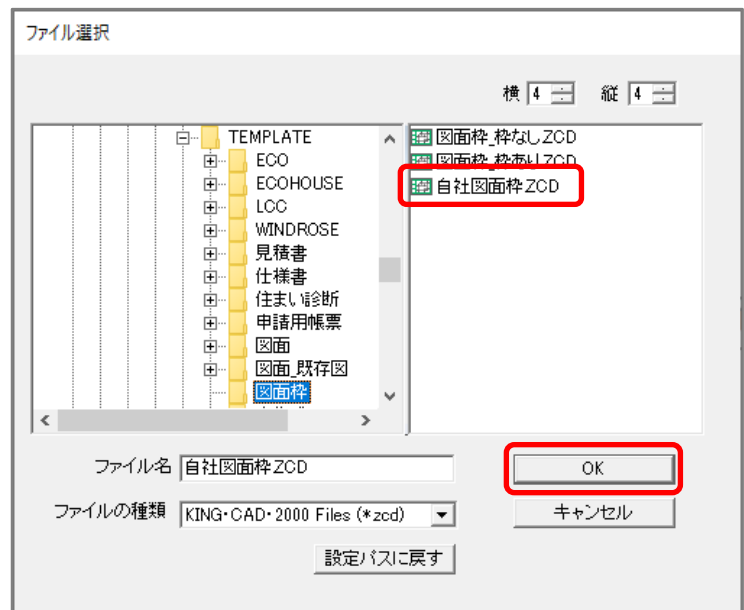 ファイル選択
横 4 縦 4
TEMPLATE
ECO
ECOHOUSE
LCC
WINDROSE
見積書
仕様書
住まい診断
申請用帳票
図面
図面_既存図
図面枠
図面枠_枠なし.ZCD
図面枠_枠あり.ZCD
自社図面枠.ZCD
ファイル名 自社図面枠.ZCD
OK
ファイルの種類 KING・CAD・2000 Files (*.zcd)
キャンセル
設定パスに戻す